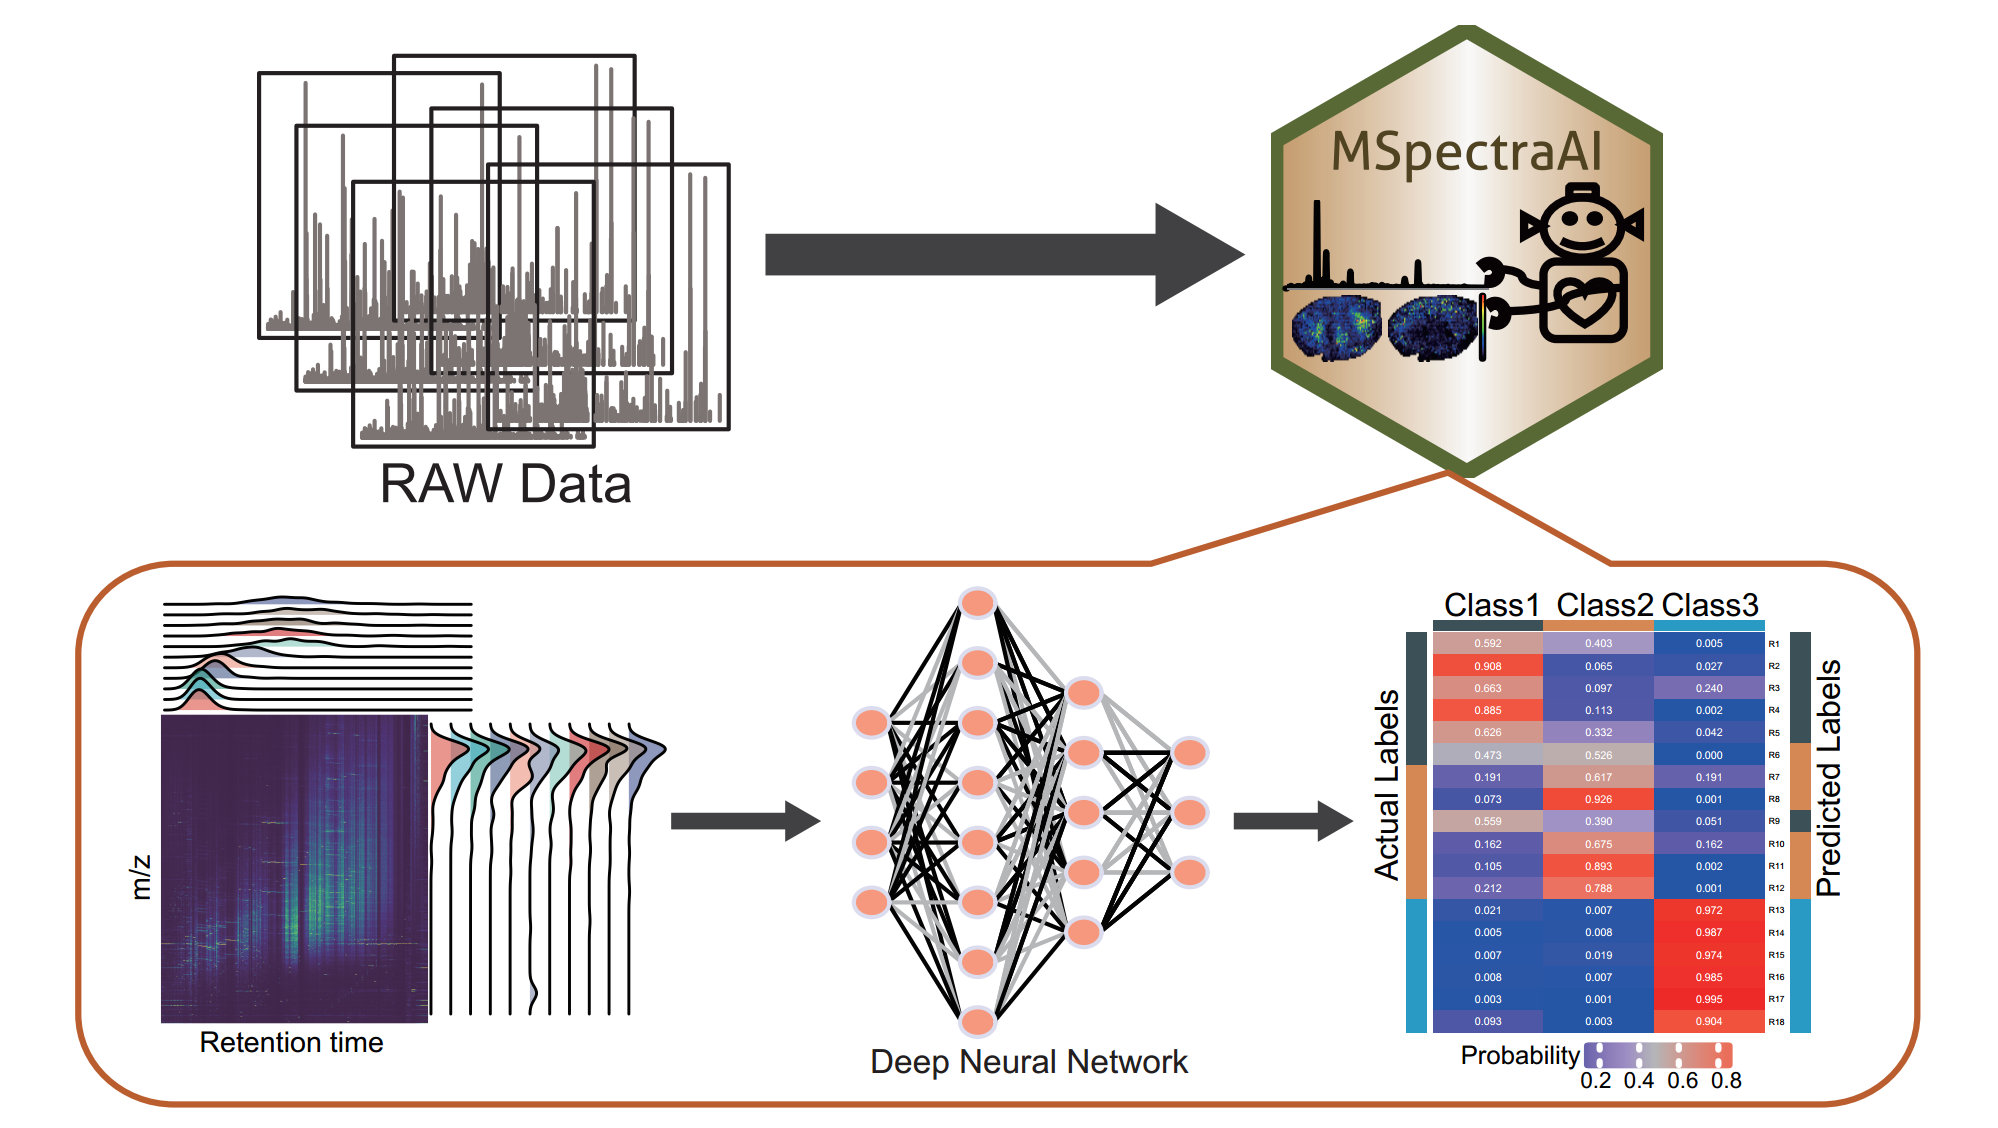 MSpectraAI
RAW Data
Class1 Class2 Class3
0.592 0.403 0.005 R1
0.908 0.065 0.027 R2
0.663 0.097 0.240 R3
0.885 0.113 0.002 R4
0.626 0.332 0.042 R5
0.473 0.526 0.000 R6
0.191 0.617 0.191 R7
0.073 0.926 0.001 R8
0.559 0.390 0.051 R9
0.162 0.675 0.162 R10
0.105 0.893 0.002 R11
0.212 0.788 0.001 R12
0.021 0.007 0.972 R13
0.005 0.008 0.987 R14
0.007 0.019 0.974 R15
0.008 0.007 0.985 R16
0.003 0.001 0.995 R17
0.093 0.003 0.904 R18
Actual Labels
Predicted Labels
m/z
Retention time
Deep Neural Network
Probability
0.2 0.4 0.6 0.8